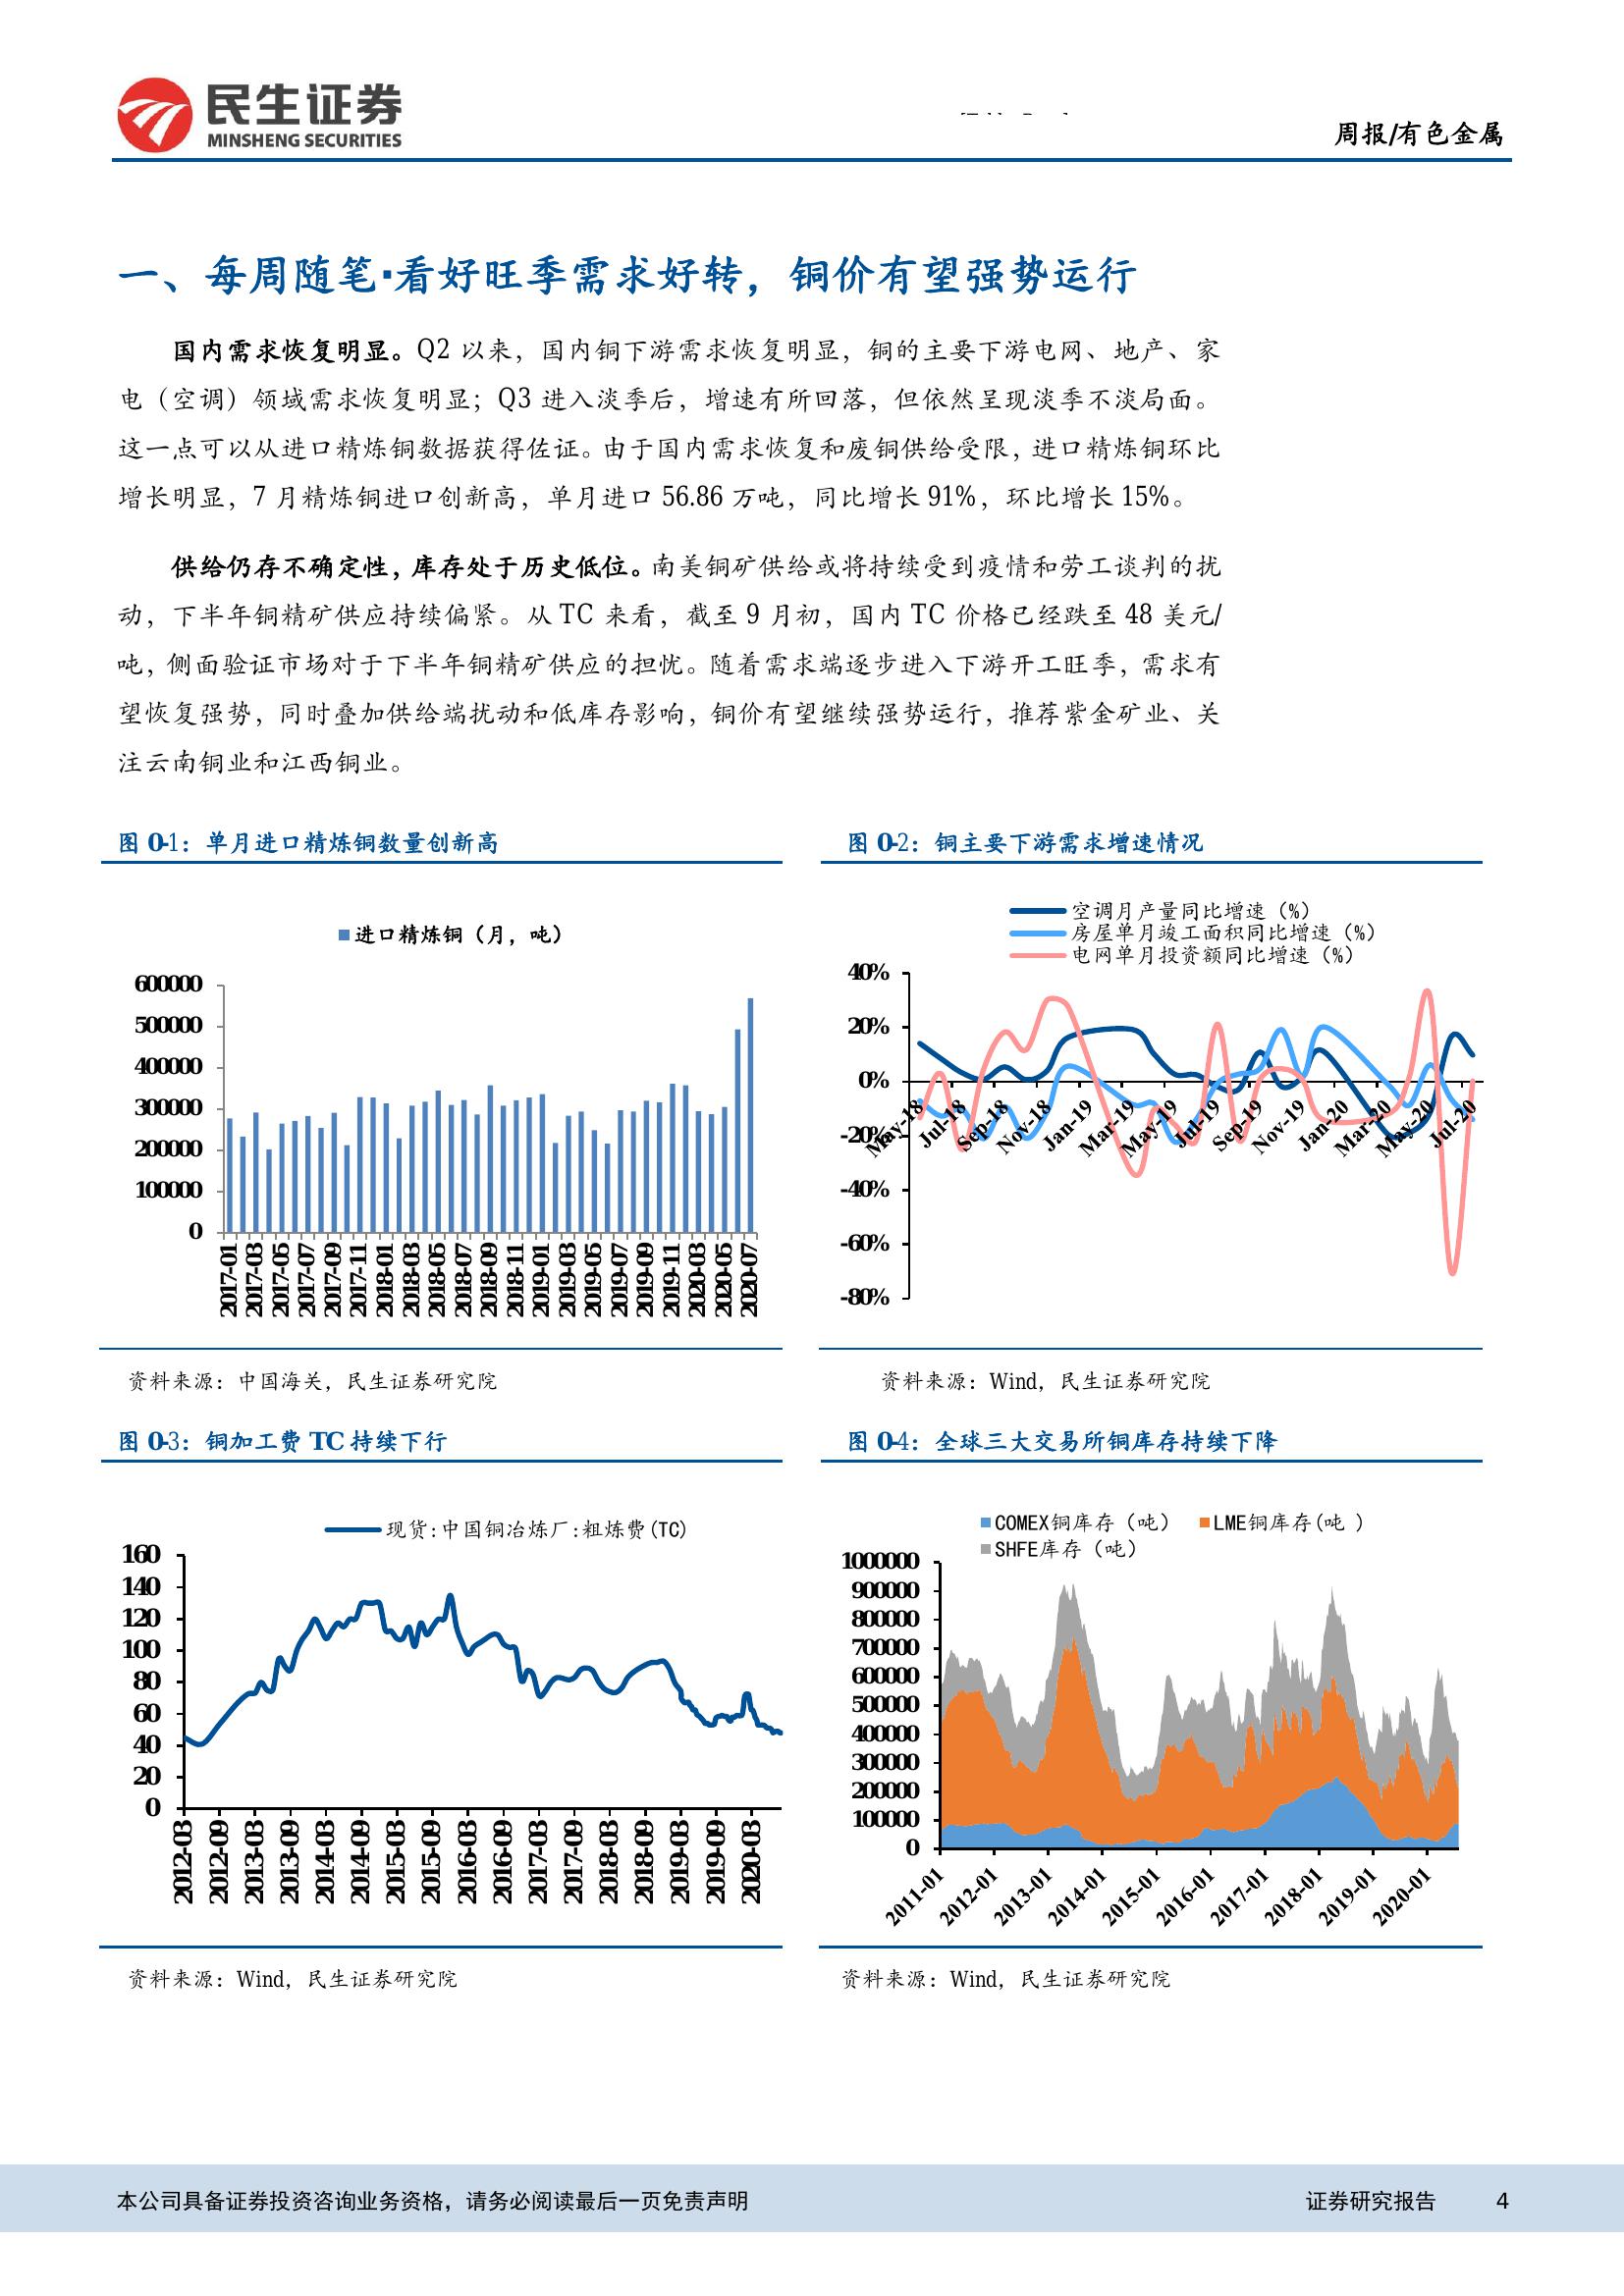 民生证券
MINSHENG SECURITIES
周报/有色金属
一、每周随笔·看好旺季需求好转，铜价有望强势运行
国内需求恢复明显。Q2 以来，国内铜下游需求恢复明显，铜的主要下游电网、地产、家
电（空调）领域需求恢复明显；Q3 进入淡季后，增速有所回落，但依然呈现淡季不淡局面。
这一点可以从进口精炼铜数据获得佐证。由于国内需求恢复和废铜供给受限，进口精炼铜环比
增长明显，7 月精炼铜进口创新高，单月进口 56.86 万吨，同比增长 91%，环比增长 15%。
供给仍存不确定性，库存处于历史低位。南美铜矿供给或将持续受到疫情和劳工谈判的扰
动，下半年铜精矿供应持续偏紧。从 TC 来看，截至 9 月初，国内 TC 价格已经跌至 48 美元/
吨，侧面验证市场对于下半年铜精矿供应的担忧。随着需求端逐步进入下游开工旺季，需求有
望恢复强势，同时叠加供给端扰动和低库存影响，铜价有望继续强势运行，推荐紫金矿业、关
注云南铜业和江西铜业。
图 0-1：单月进口精炼铜数量创新高
进口精炼铜（月，吨）
600000
500000
400000
300000
200000
100000
0
2017-01
2017-03
2017-05
2017-07
2017-09
2017-11
2018-01
2018-03
2018-05
2018-07
2018-09
2018-11
2019-01
2019-03
2019-05
2019-07
2019-09
2019-11
2020-03
2020-05
2020-07
资料来源：中国海关，民生证券研究院
图 0-2：铜主要下游需求增速情况
空调月产量同比增速（%）
房屋单月竣工面积同比增速（%）
电网单月投资额同比增速（%）
40%
20%
0%
-20%
-40%
-60%
-80%
May-18
Jul-18
Sep-18
Nov-18
Jan-19
Mar-19
May-19
Jul-19
Sep-19
Nov-19
Jan-20
Mar-20
May-20
Jul-20
资料来源：Wind，民生证券研究院
图 0-3：铜加工费 TC 持续下行
现货:中国铜冶炼厂:粗炼费(TC)
160
140
120
100
80
60
40
20
0
2012-03
2012-09
2013-03
2013-09
2014-03
2014-09
2015-03
2015-09
2016-03
2016-09
2017-03
2017-09
2018-03
2018-09
2019-03
2019-09
2020-03
资料来源：Wind，民生证券研究院
图 0-4：全球三大交易所铜库存持续下降
COMEX铜库存（吨） LME铜库存(吨 )
SHFE库存（吨）
1000000
900000
800000
700000
600000
500000
400000
300000
200000
100000
0
2011-01
2012-01
2013-01
2014-01
2015-01
2016-01
2017-01
2018-01
2019-01
2020-01
资料来源：Wind，民生证券研究院
本公司具备证券投资咨询业务资格，请务必阅读最后一页免责声明 证券研究报告 4